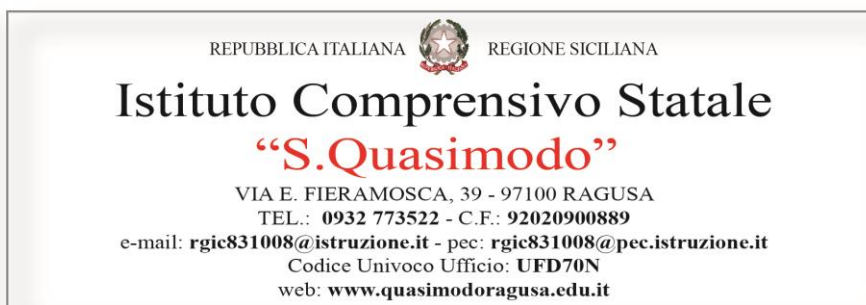 REPUBBLICA ITALIANA REGIONE SICILIANA
Istituto Comprensivo Statale
“S.Quasimodo”
VIA E. FIERAMOSCA, 39 - 97100 RAGUSA
TEL.: 0932 773522 - C.F.: 92020900889
e-mail: rgic831008@istruzione.it - pec: rgic831008@pec.istruzione.it
Codice Univoco Ufficio: UFD70N
web: www.quasimodoragusa.edu.it